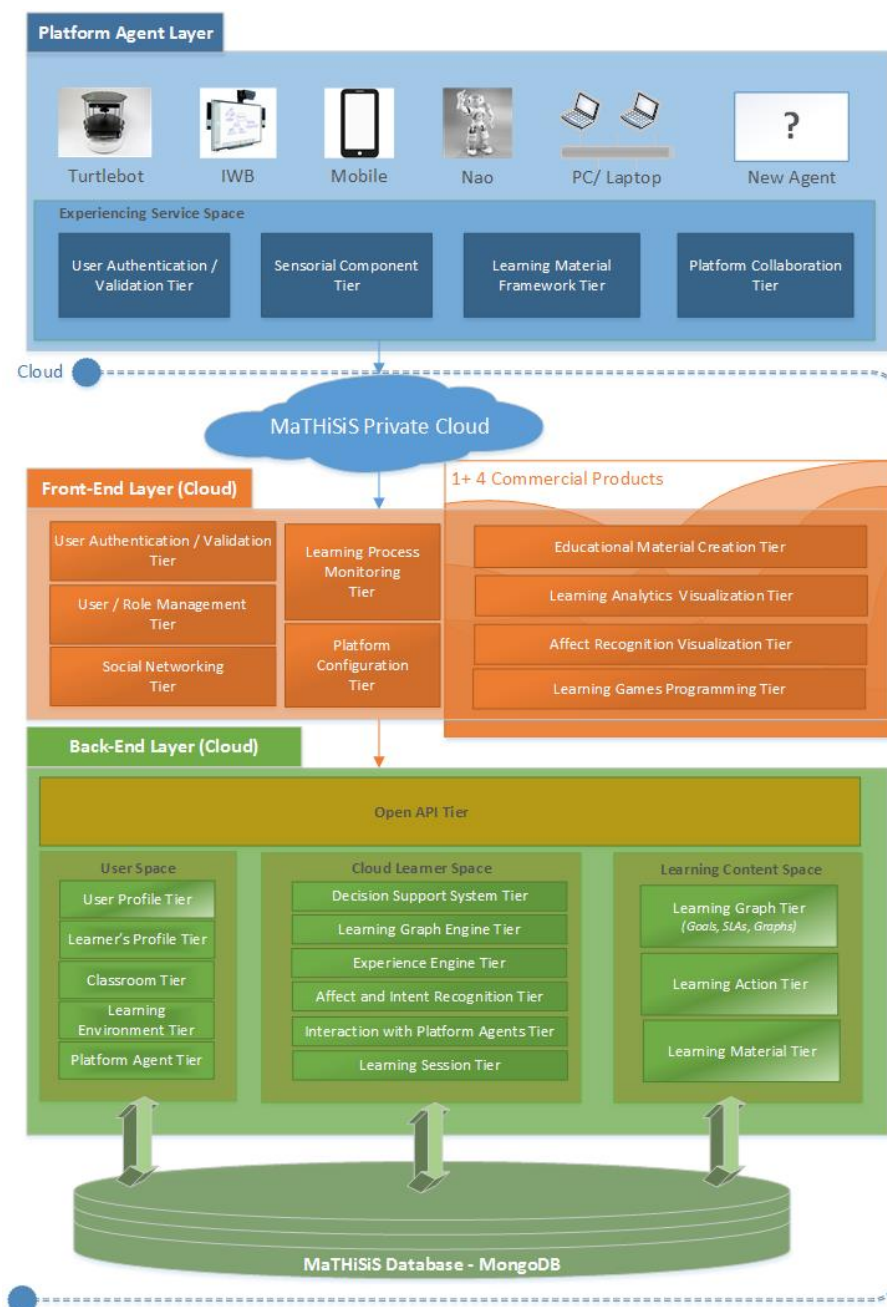 Platform Agent Layer
?
Turtlebot
IWB
Mobile
Nao
PC/ Laptop
New Agent
Experiencing Service Space
User Authentication /
Validation Tier
Sensorial Component
Tier
Learning Material
Framework Tier
Platform Collaboration
Tier
Cloud
MaTHiSiS Private Cloud
Front-End Layer (Cloud)
1+ 4 Commercial Products
User Authentication / Validation
Tier
User / Role Management
Tier
Social Networking
Tier
Learning Process
Monitoring
Tier
Platform
Configuration
Tier
Educational Material Creation Tier
Learning Analytics Visualization Tier
Affect Recognition Visualization Tier
Learning Games Programming Tier
Back-End Layer (Cloud)
Open API Tier
User Space
User Profile Tier
Learner's Profile Tier
Classroom Tier
Learning
Environment Tier
Platform Agent Tier
Cloud Learner Space
Decision Support System Tier
Learning Graph Engine Tier
Experience Engine Tier
Affect and Intent Recognition Tier
Interaction with Platform Agents Tier
Learning Session Tier
Learning Content Space
Learning Graph Tier
(Goals, SLAs, Graphs)
Learning Action Tier
Learning Material Tier
MaTHiSiS Database - MongoDB